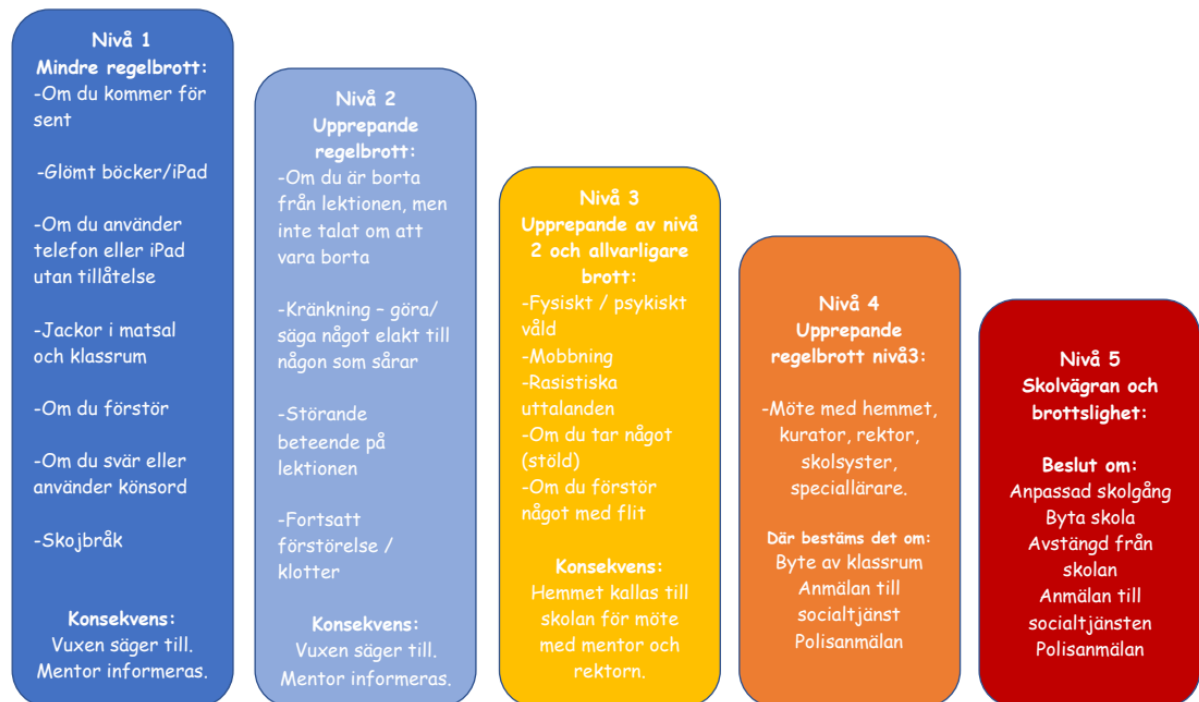 Nivå 1
Mindre regelbrott:
-Om du kommer för
sent
-Glömt böcker/iPad
-Om du använder
telefon eller iPad
utan tillåtelse
-Jackor i matsal
och klassrum
-Om du förstör
-Om du svär eller
använder könsord
-Skojbråk
Konsekvens:
Vuxen säger till.
Mentor informeras.
Nivå 2
Upprepande
regelbrott:
-Om du är borta
från lektionen, men
inte talat om att
vara borta
-Kränkning – göra/
säga något elakt till
någon som sårar
-Störande
beteende på
lektionen
-Fortsatt
förstörelse /
klotter
Konsekvens:
Vuxen säger till.
Mentor informeras.
Nivå 3
Upprepande av nivå
2 och allvarligare
brott:
-Fysiskt / psykiskt
våld
-Mobbning
-Rasistiska
uttalanden
-Om du tar något
(stöld)
-Om du förstör
något med flit
Konsekvens:
Hemmet kallas till
skolan för möte
med mentor och
rektorn.
Nivå 4
Upprepande
regelbrott nivå3:
-Möte med hemmet,
kurator, rektor,
skolsyster,
speciallärare.
Där bestäms det om:
Byte av klassrum
Anmälan till
socialtjänst
Polisanmälan
Nivå 5
Skolvägran och
brottslighet:
Beslut om:
Anpassad skolgång
Byta skola
Avstängd från
skolan
Anmälan till
socialtjänsten
Polisanmälan